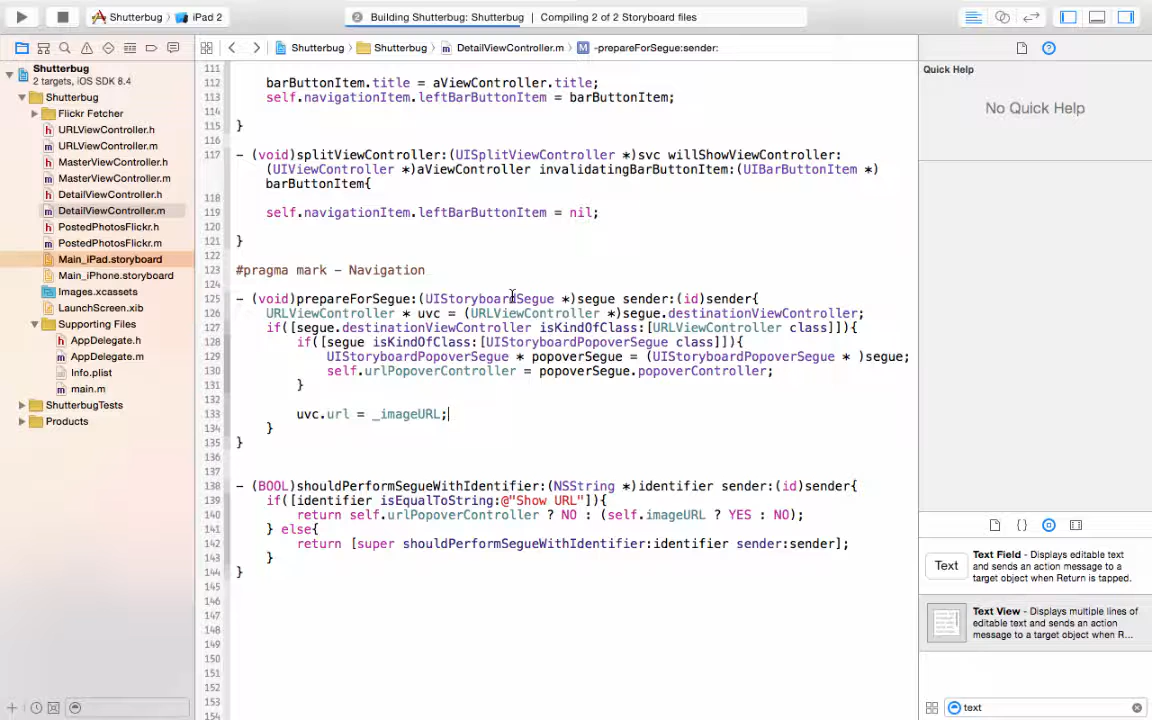 Shutterbug iPad 2
2 Building Shutterbug: Shutterbug Compiling 2 of 2 Storyboard files
Shutterbug Shutterbug DetailViewController.m M -prepareForSegue:sender:
Shutterbug
2 targets, iOS SDK 8.4
Shutterbug
Flickr Fetcher
h URLViewController.h
m URLViewController.m
h MasterViewController.h
m MasterViewController.m
h DetailViewController.h
m DetailViewController.m
h PostedPhotosFlickr.h
m PostedPhotosFlickr.m
Main_iPad.storyboard
Main_iPhone.storyboard
Images.xcassets
LaunchScreen.xib
Supporting Files
h AppDelegate.h
m AppDelegate.m
Info.plist
m main.m
ShutterbugTests
Products
111
112 barButtonItem.title = aViewController.title;
113 self.navigationItem.leftBarButtonItem = barButtonItem;
114
115 }
116
117 - (void)splitViewController:(UISplitViewController *)svc willShowViewController:
(UIViewController *)aViewController invalidatingBarButtonItem:(UIBarButtonItem *)
barButtonItem{
118
119 self.navigationItem.leftBarButtonItem = nil;
120
121 }
122
123 #pragma mark - Navigation
124
125 - (void)prepareForSegue:(UIStoryboardSegue *)segue sender:(id)sender{
126 URLViewController * uvc = (URLViewController *)segue.destinationViewController;
127 if([segue.destinationViewController isKindOfClass:[URLViewController class]]){
128 if([segue isKindOfClass:[UIStoryboardPopoverSegue class]]){
129 UIStoryboardPopoverSegue * popoverSegue = (UIStoryboardPopoverSegue * )segue;
130 self.urlPopoverController = popoverSegue.popoverController;
131 }
132
133 uvc.url = _imageURL;
134 }
135 }
136
137
138 - (BOOL)shouldPerformSegueWithIdentifier:(NSString *)identifier sender:(id)sender{
139 if([identifier isEqualToString:@"Show URL"]){
140 return self.urlPopoverController ? NO : (self.imageURL ? YES : NO);
141 } else{
142 return [super shouldPerformSegueWithIdentifier:identifier sender:sender];
143 }
144 }
145
146
147
148
149
150
151
152
153
154
Quick Help
No Quick Help
{ }
Text
Text Field - Displays editable text
and sends an action message to a
target object when Return is tapped.
Text View - Displays multiple lines of
editable text and sends an action
message to a target object when R...
text